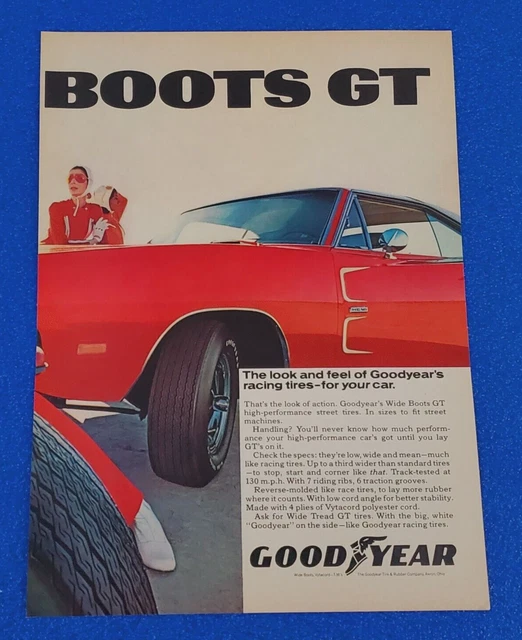 BOOTS GT
The look and feel of Goodyear's
racing tires–for your car.
That's the look of action. Goodyear's Wide Boots GT
high-performance street tires. In sizes to fit street
machines.
Handling? You'll never know how much perform-
ance your high-performance car's got until you lay
GT's on it.
Check the specs: they're low, wide and mean–much
like racing tires. Up to a third wider than standard tires
–to stop, start and corner like that. Track-tested at
130 m.p.h. With 7 riding ribs, 6 traction grooves.
Reverse-molded like race tires, to lay more rubber
where it counts. With low cord angle for better stability.
Made with 4 plies of Vytacord polyester cord.
Ask for Wide Tread GT tires. With the big, white
"Goodyear" on the side–like Goodyear racing tires.
GOODYEAR